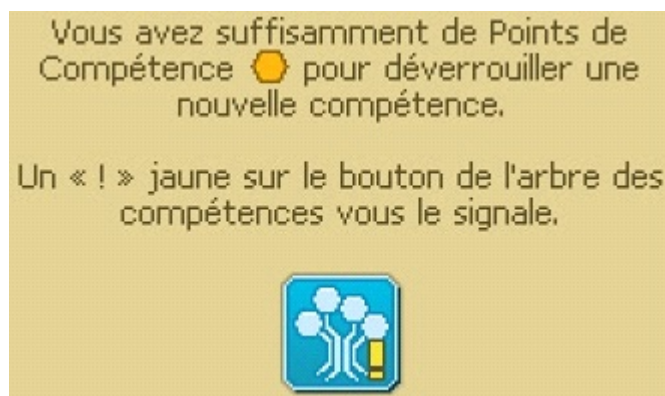 Vous avez suffisamment de Points de
Compétence pour déverrouiller une
nouvelle compétence.
Un « ! » jaune sur le bouton de l'arbre des
compétences vous le signale.